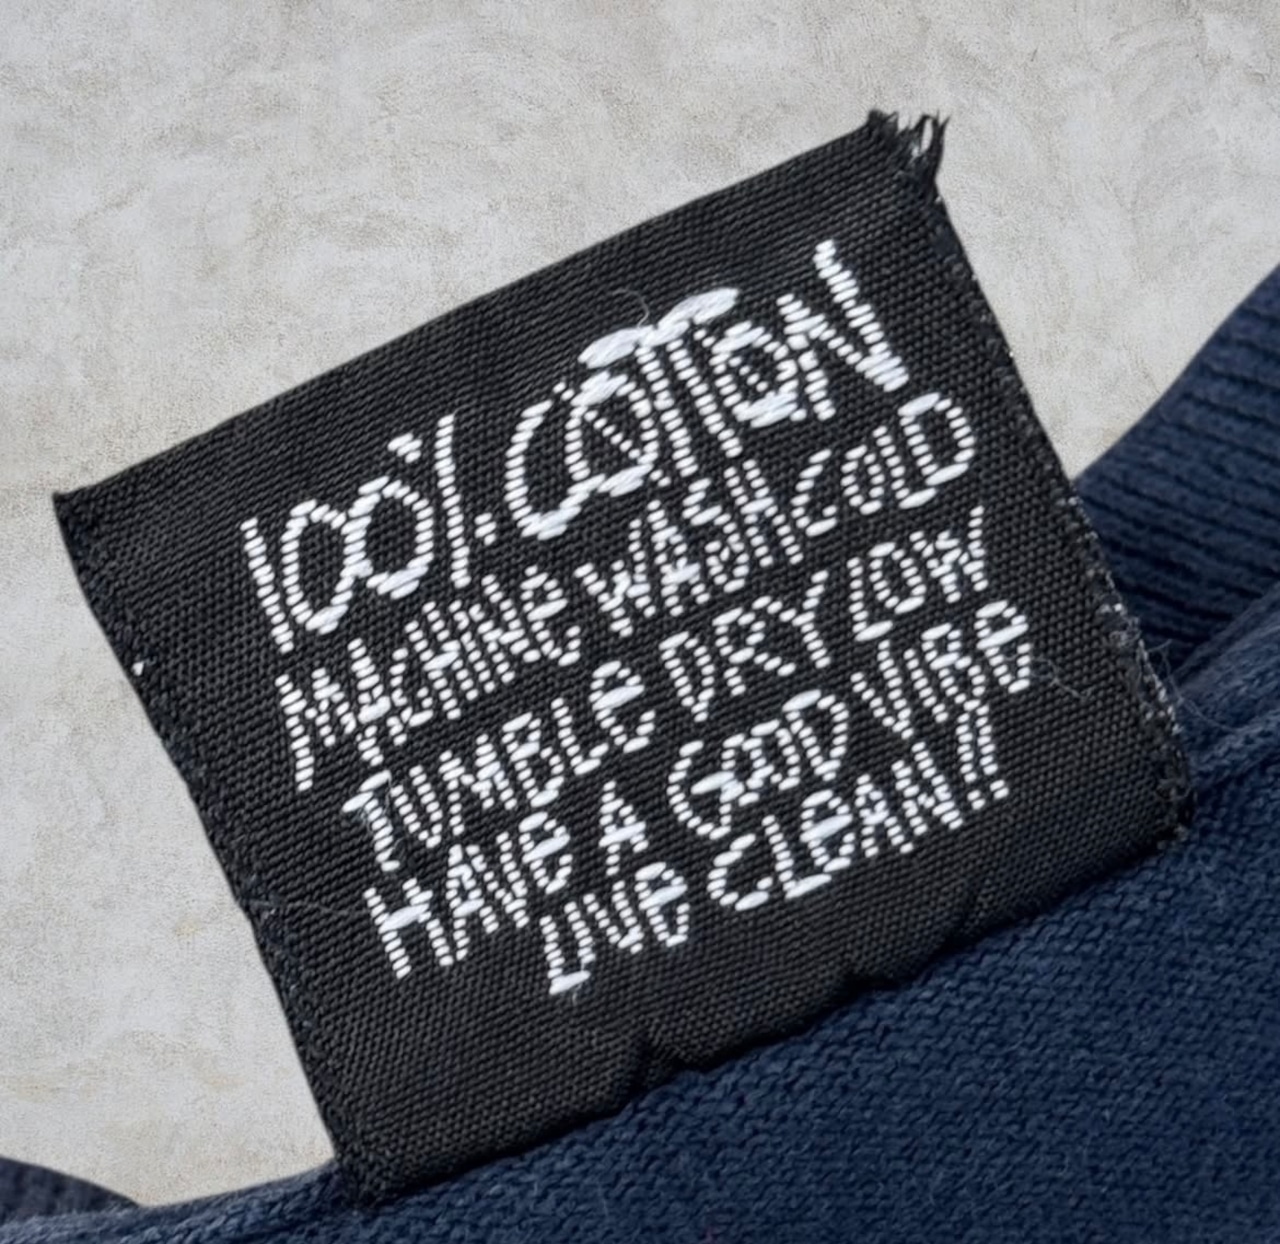 100% COTTON
MACHINE WASH COLD
TUMBLE DRY LOW
HAVE A GOOD VIBE
LIVE CLEAN!!